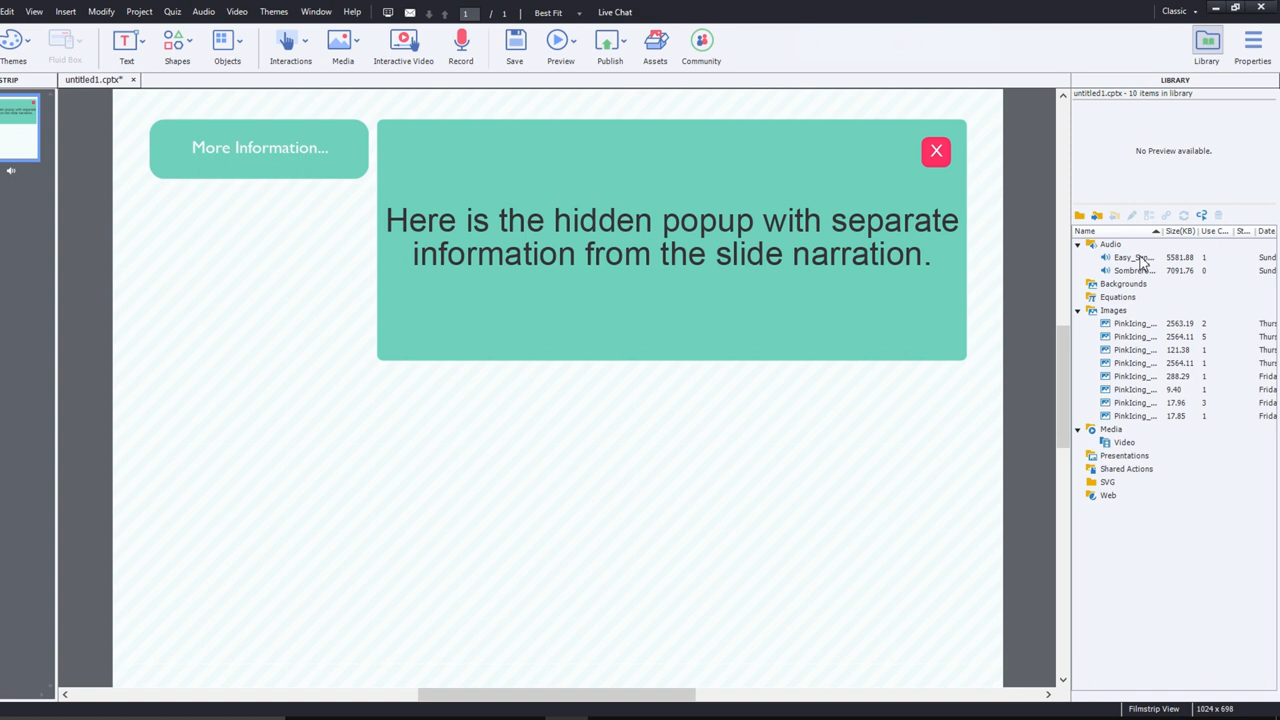 Edit View Insert Modify Project Quiz Audio Video Themes Window Help 1 / 1 Best Fit Live Chat Classic
Themes Fluid Box Text Shapes Objects Interactions Media Interactive Video Record Save Preview Publish Assets Community Library Properties
STRIP untitled1.cptx* × LIBRARY
untitled1.cptx - 10 items in library
More Information...
X
Here is the hidden popup with separate
information from the slide narration.
No Preview available.
Name Size(KB) Use C... St... Date
Audio
5581.88 1 Sund
7091.76 0 Sund
Backgrounds
Equations
Images
PinkIcing_... 2563.19 2 Thurs
PinkIcing_... 2564.11 5 Thurs
PinkIcing_... 121.38 1 Thurs
PinkIcing_... 2564.11 1 Thurs
PinkIcing_... 288.29 1 Frida
PinkIcing_... 9.40 1 Frida
PinkIcing_... 17.96 3 Frida
PinkIcing_... 17.85 1 Frida
Media
Video
Presentations
Shared Actions
SVG
Web
Filmstrip View 1024 x 698